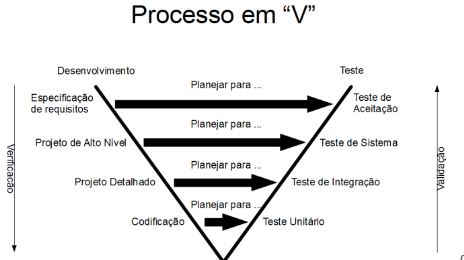 Processo em “V”
Desenvolvimento
Teste
Planejar para ...
Especificação
de requisitos
Teste de
Aceitação
Planejar para ...
Projeto de Alto Nível
Teste de Sistema
Planejar para ...
Projeto Detalhado
Teste de Integração
Planejar para ...
Codificação
Teste Unitário
Verificação
Validação